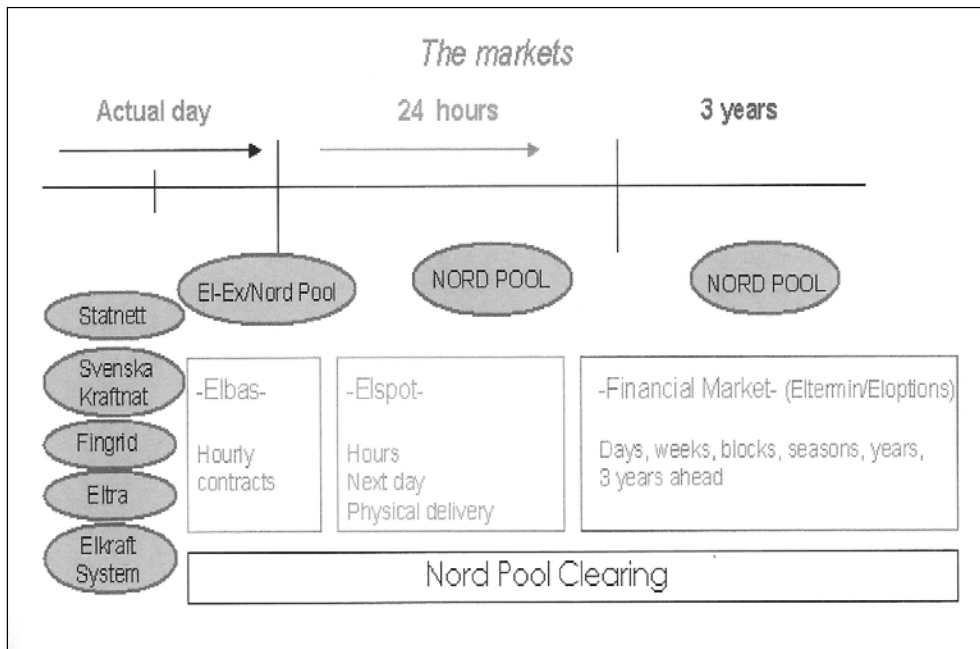 The markets
Actual day
24 hours
3 years
El-Ex/Nord Pool
NORD POOL
NORD POOL
Statnett
Svenska
Kraftnat
Fingrid
Eltra
Elkraft
System
-Elbas-
Hourly
contracts
-Elspot-
Hours
Next day
Physical delivery
-Financial Market- (Eltermin/Eloptions)
Days, weeks, blocks, seasons, years,
3 years ahead
Nord Pool Clearing